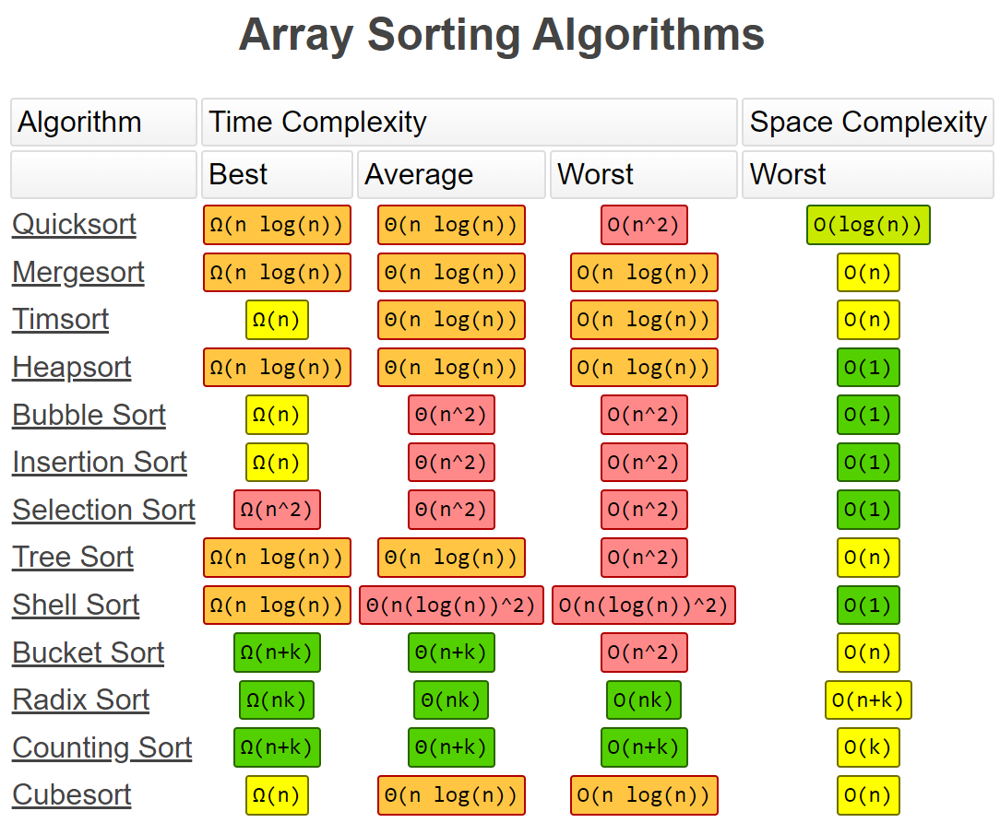 Array Sorting Algorithms
Algorithm Time Complexity Space Complexity
Best Average Worst Worst
Quicksort Ω(n log(n)) Θ(n log(n)) O(n^2) O(log(n))
Mergesort Ω(n log(n)) Θ(n log(n)) O(n log(n)) O(n)
Timsort Ω(n) Θ(n log(n)) O(n log(n)) O(n)
Heapsort Ω(n log(n)) Θ(n log(n)) O(n log(n)) O(1)
Bubble Sort Ω(n) Θ(n^2) O(n^2) O(1)
Insertion Sort Ω(n) Θ(n^2) O(n^2) O(1)
Selection Sort Ω(n^2) Θ(n^2) O(n^2) O(1)
Tree Sort Ω(n log(n)) Θ(n log(n)) O(n^2) O(n)
Shell Sort Ω(n log(n)) Θ(n(log(n))^2) O(n(log(n))^2) O(1)
Bucket Sort Ω(n+k) Θ(n+k) O(n^2) O(n)
Radix Sort Ω(nk) Θ(nk) O(nk) O(n+k)
Counting Sort Ω(n+k) Θ(n+k) O(n+k) O(k)
Cubesort Ω(n) Θ(n log(n)) O(n log(n)) O(n)